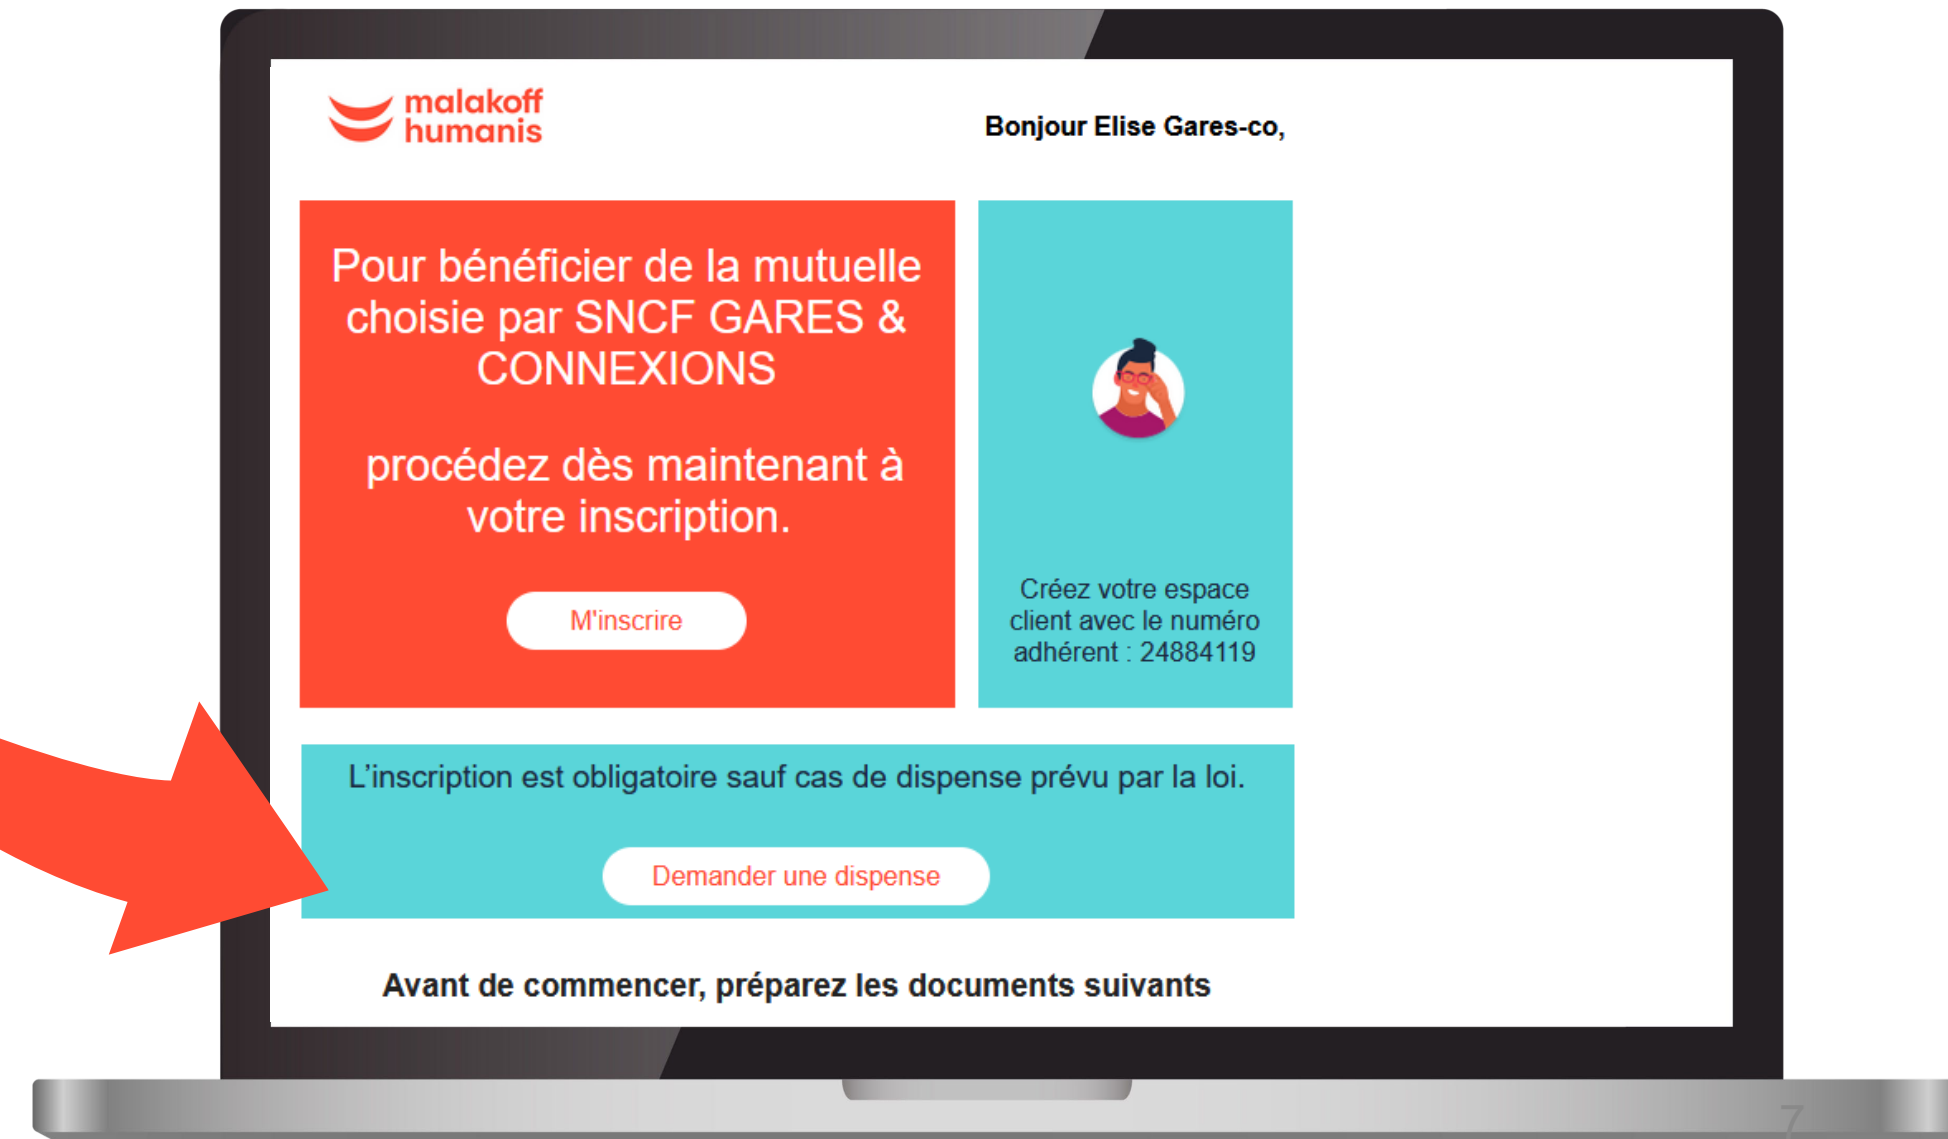 malakoff
humanis
Bonjour Elise Gares-co,
Pour bénéficier de la mutuelle
choisie par SNCF GARES &
CONNEXIONS
procédez dès maintenant à
votre inscription.
M'inscrire
Créez votre espace
client avec le numéro
adhérent : 24884119
L’inscription est obligatoire sauf cas de dispense prévu par la loi.
Demander une dispense
Avant de commencer, préparez les documents suivants
7